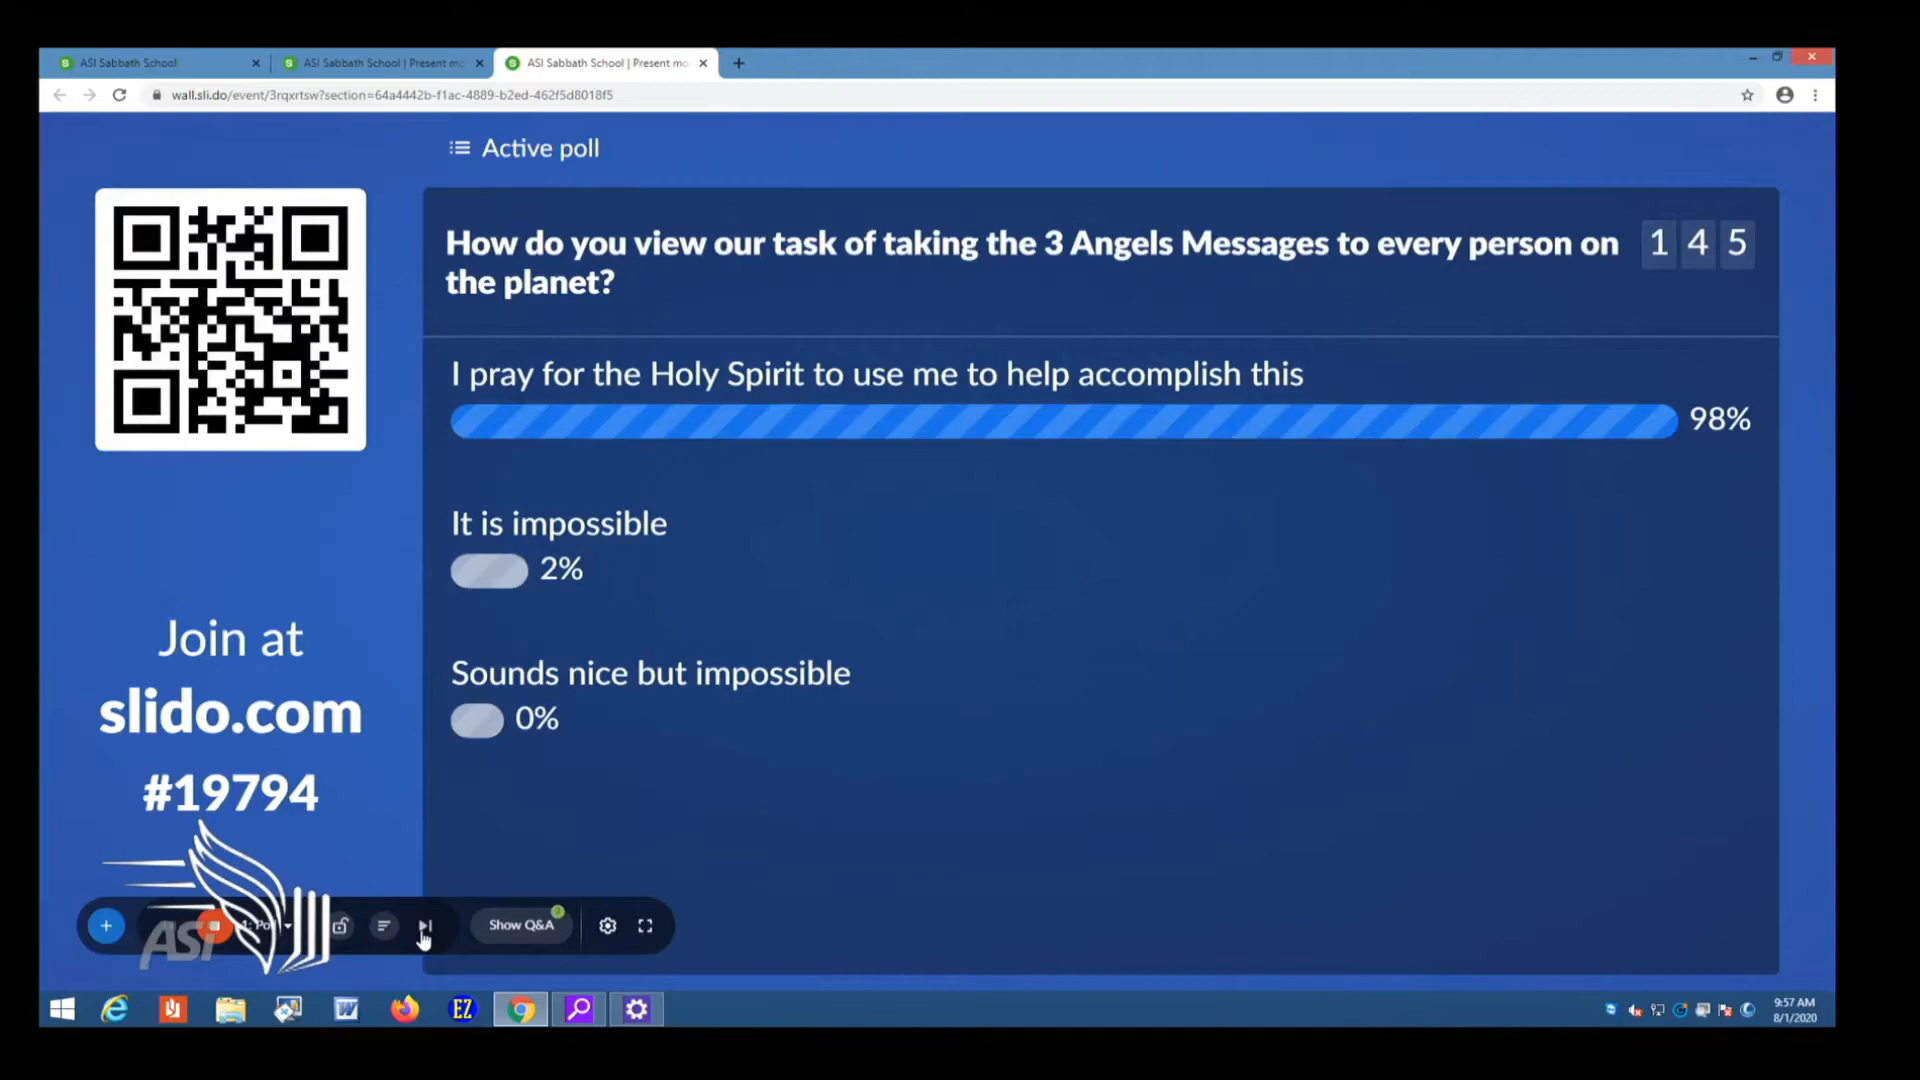 ASI Sabbath School
ASI Sabbath School | Present mo
ASI Sabbath School | Present mo
wall.sli.do/event/3rqxrtsw?section=64a4442b-f1ac-4889-b2ed-462f5d8018f5
Active poll
How do you view our task of taking the 3 Angels Messages to every person on
the planet?
145
I pray for the Holy Spirit to use me to help accomplish this
98%
It is impossible
2%
Sounds nice but impossible
0%
Join at
slido.com
#19794
ASi
Show Q&A
EZ
9:57 AM
8/1/2020